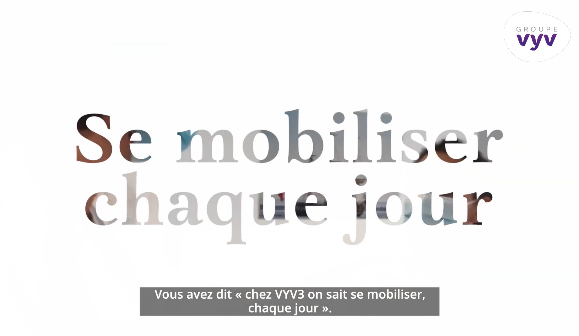 GROUPE
vyv
Se mobiliser
chaque jour
Vous avez dit « chez VYV3 on sait se mobiliser,
chaque jour ».